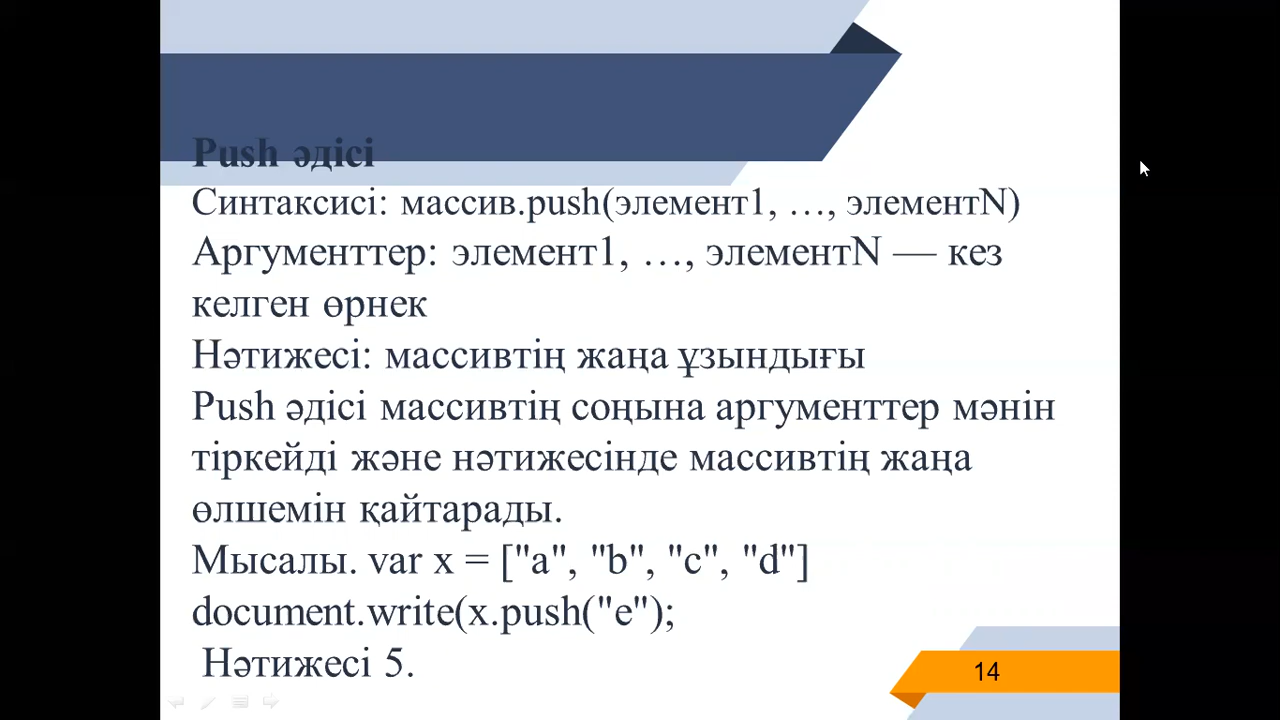 Push әдісі
Синтаксисі: массив.push(элемент1, …, элементN)
Аргументтер: элемент1, …, элементN — кез
келген өрнек
Нәтижесі: массивтің жаңа ұзындығы
Push әдісі массивтің соңына аргументтер мәнін
тіркейді және нәтижесінде массивтің жаңа
өлшемін қайтарады.
Мысалы. var x = ["a", "b", "c", "d"]
document.write(x.push("e");
Нәтижесі 5.
14